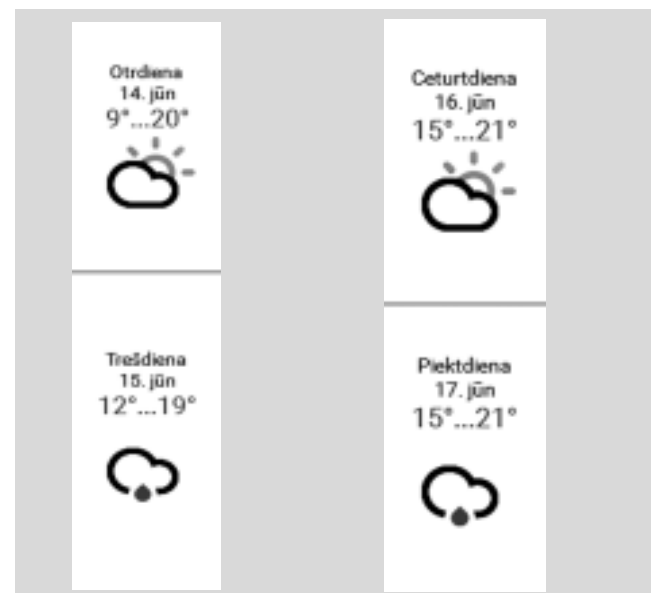 Otrdiena
14. jūn
9°...20°
Trešdiena
15. jūn
12°...19°
Ceturtdiena
16. jūn
15°...21°
Piektdiena
17. jūn
15°...21°